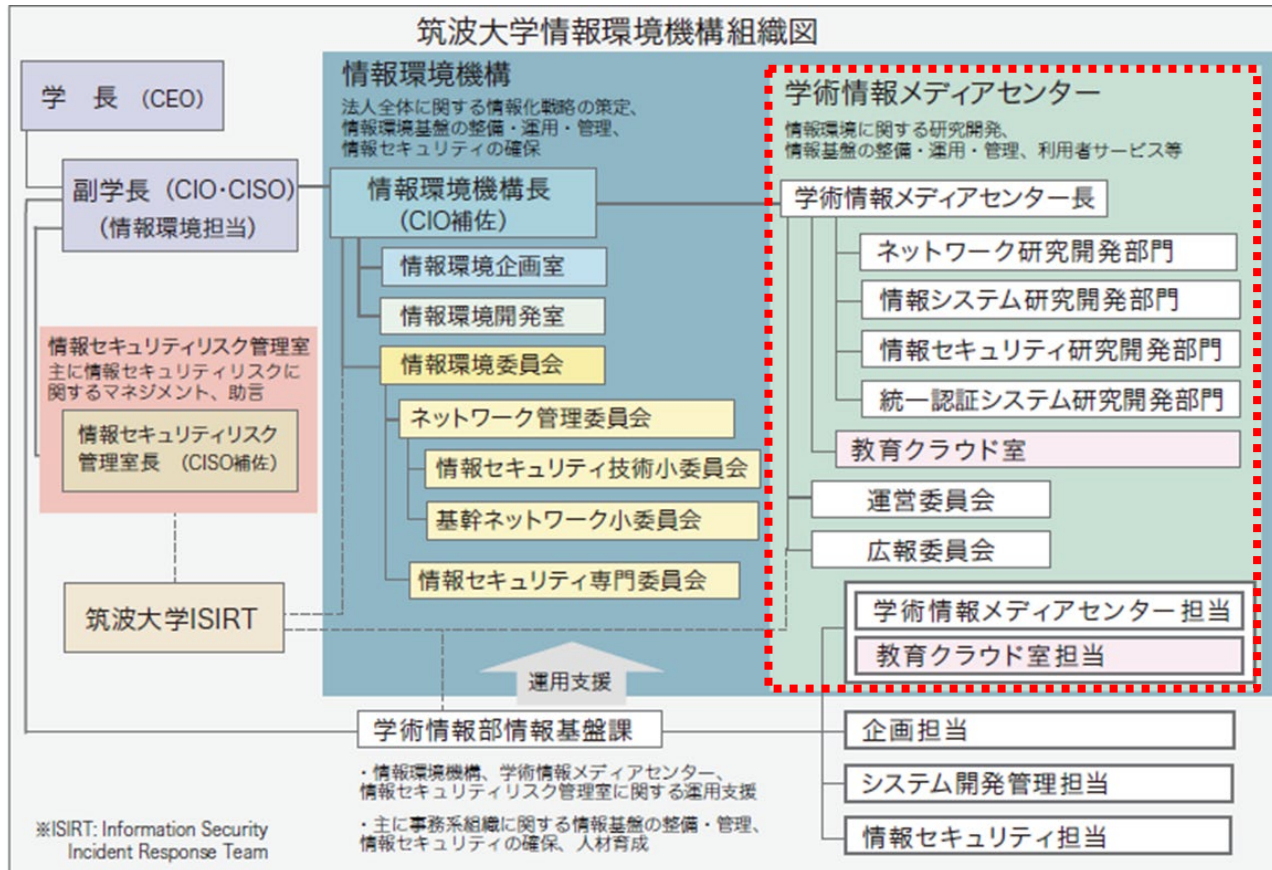 筑波大学情報環境機構組織図
学 長 (CEO)
副学長 (CIO・CISO)
(情報環境担当)
情報セキュリティリスク管理室
主に情報セキュリティリスクに
関するマネジメント、助言
情報セキュリティリスク
管理室長 (CISO補佐)
筑波大学ISIRT
情報環境機構
法人全体に関する情報化戦略の策定、
情報環境基盤の整備・運用・管理、
情報セキュリティの確保
情報環境機構長
(CIO補佐)
情報環境企画室
情報環境開発室
情報環境委員会
ネットワーク管理委員会
情報セキュリティ技術小委員会
基幹ネットワーク小委員会
情報セキュリティ専門委員会
運用支援
学術情報メディアセンター
情報環境に関する研究開発、
情報基盤の整備・運用・管理、利用者サービス等
学術情報メディアセンター長
ネットワーク研究開発部門
情報システム研究開発部門
情報セキュリティ研究開発部門
統一認証システム研究開発部門
教育クラウド室
運営委員会
広報委員会
学術情報メディアセンター担当
教育クラウド室担当
学術情報部情報基盤課
・情報環境機構、学術情報メディアセンター、
情報セキュリティリスク管理室に関する運用支援
・主に事務系組織に関する情報基盤の整備・管理、
情報セキュリティの確保、人材育成
企画担当
システム開発管理担当
情報セキュリティ担当
※ISIRT: Information Security
Incident Response Team